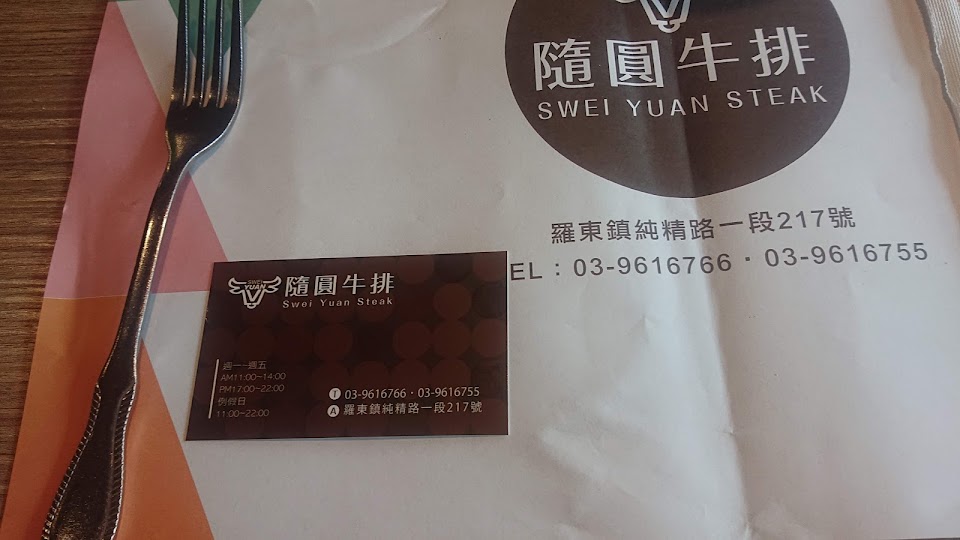 隨圓牛排
SWEI YUAN STEAK
羅東鎮純精路一段217號
EL：03-9616766・03-9616755
YUAN
隨圓牛排
Swei Yuan Steak
週一~週五
AM11:00~14:00
PM17:00~22:00
例假日
11:00~22:00
T 03-9616766・03-9616755
A 羅東鎮純精路一段217號